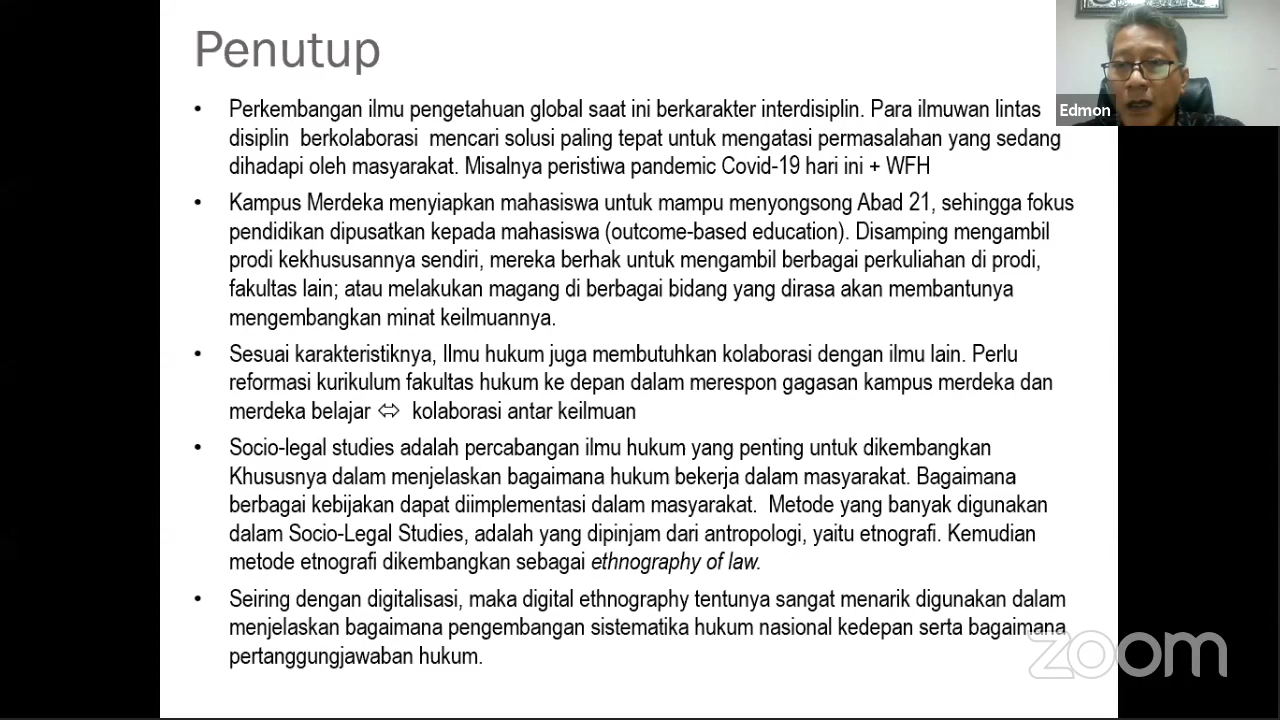 Penutup
Edmon
• Perkembangan ilmu pengetahuan global saat ini berkarakter interdisiplin. Para ilmuwan lintas
disiplin berkolaborasi mencari solusi paling tepat untuk mengatasi permasalahan yang sedang
dihadapi oleh masyarakat. Misalnya peristiwa pandemic Covid-19 hari ini + WFH
• Kampus Merdeka menyiapkan mahasiswa untuk mampu menyongsong Abad 21, sehingga fokus
pendidikan dipusatkan kepada mahasiswa (outcome-based education). Disamping mengambil
prodi kekhususannya sendiri, mereka berhak untuk mengambil berbagai perkuliahan di prodi,
fakultas lain; atau melakukan magang di berbagai bidang yang dirasa akan membantunya
mengembangkan minat keilmuannya.
• Sesuai karakteristiknya, Ilmu hukum juga membutuhkan kolaborasi dengan ilmu lain. Perlu
reformasi kurikulum fakultas hukum ke depan dalam merespon gagasan kampus merdeka dan
merdeka belajar ⬄ kolaborasi antar keilmuan
• Socio-legal studies adalah percabangan ilmu hukum yang penting untuk dikembangkan
Khususnya dalam menjelaskan bagaimana hukum bekerja dalam masyarakat. Bagaimana
berbagai kebijakan dapat diimplementasi dalam masyarakat. Metode yang banyak digunakan
dalam Socio-Legal Studies, adalah yang dipinjam dari antropologi, yaitu etnografi. Kemudian
metode etnografi dikembangkan sebagai ethnography of law.
• Seiring dengan digitalisasi, maka digital ethnography tentunya sangat menarik digunakan dalam
menjelaskan bagaimana pengembangan sistematika hukum nasional kedepan serta bagaimana
pertanggungjawaban hukum.
zoom